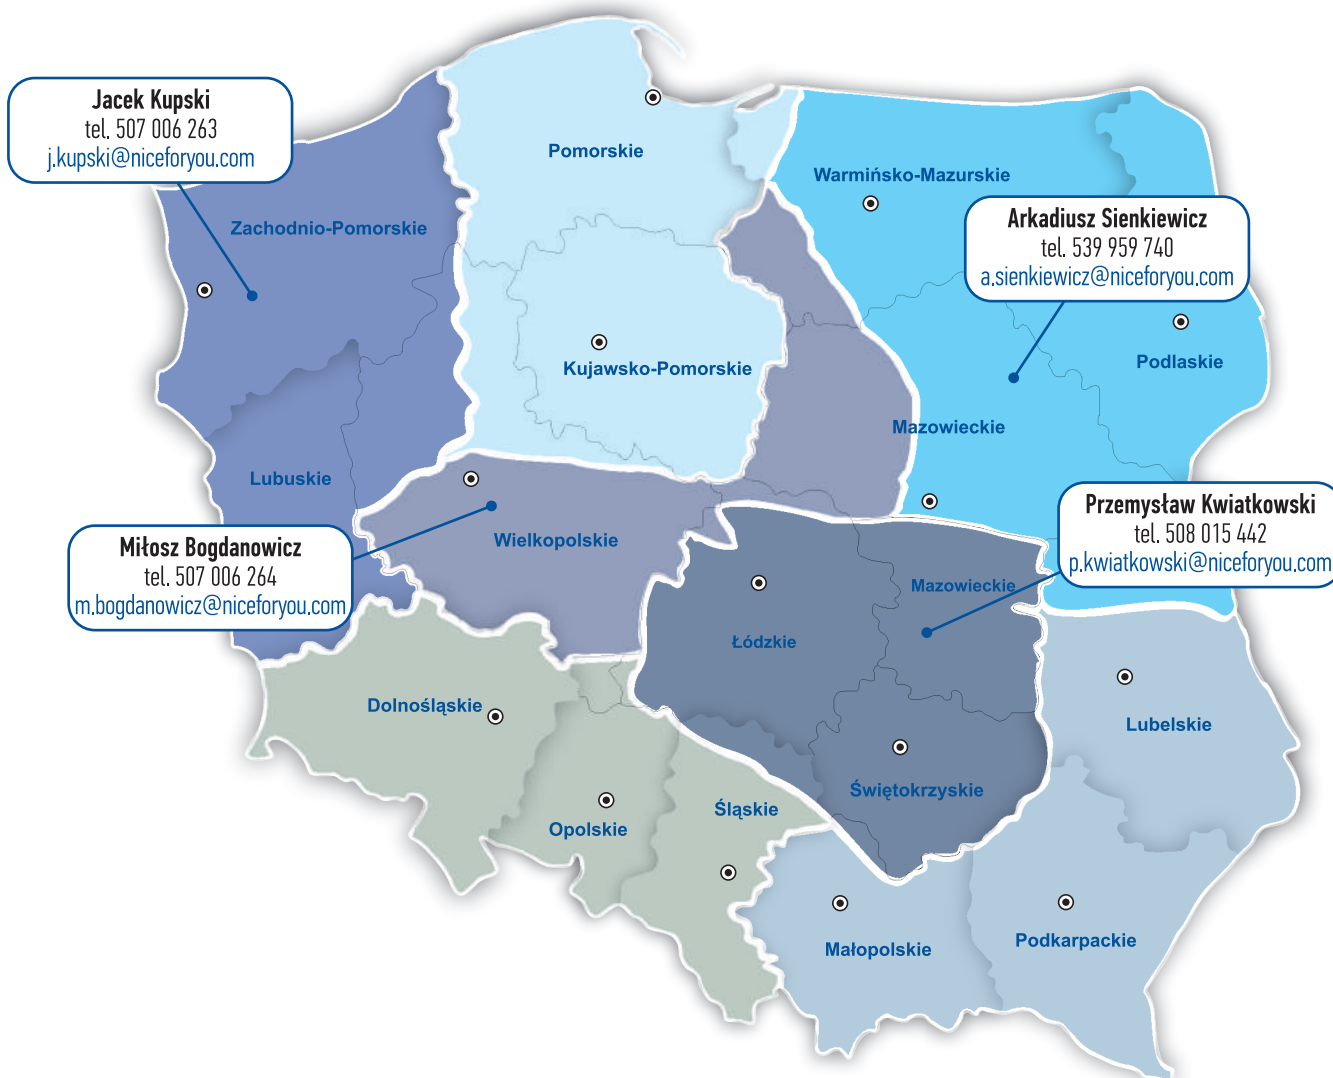 Jacek Kupski
tel. 507 006 263
j.kupski@niceforyou.com
Pomorskie
Warmińsko-Mazurskie
Zachodnio-Pomorskie
Arkadiusz Sienkiewicz
tel. 539 959 740
a.sienkiewicz@niceforyou.com
Kujawsko-Pomorskie
Podlaskie
Mazowieckie
Lubuskie
Przemysław Kwiatkowski
tel. 508 015 442
p.kwiatkowski@niceforyou.com
Miłosz Bogdanowicz
tel. 507 006 264
m.bogdanowicz@niceforyou.com
Wielkopolskie
Mazowieckie
Łódzkie
Dolnośląskie
Lubelskie
Świętokrzyskie
Śląskie
Opolskie
Małopolskie
Podkarpackie